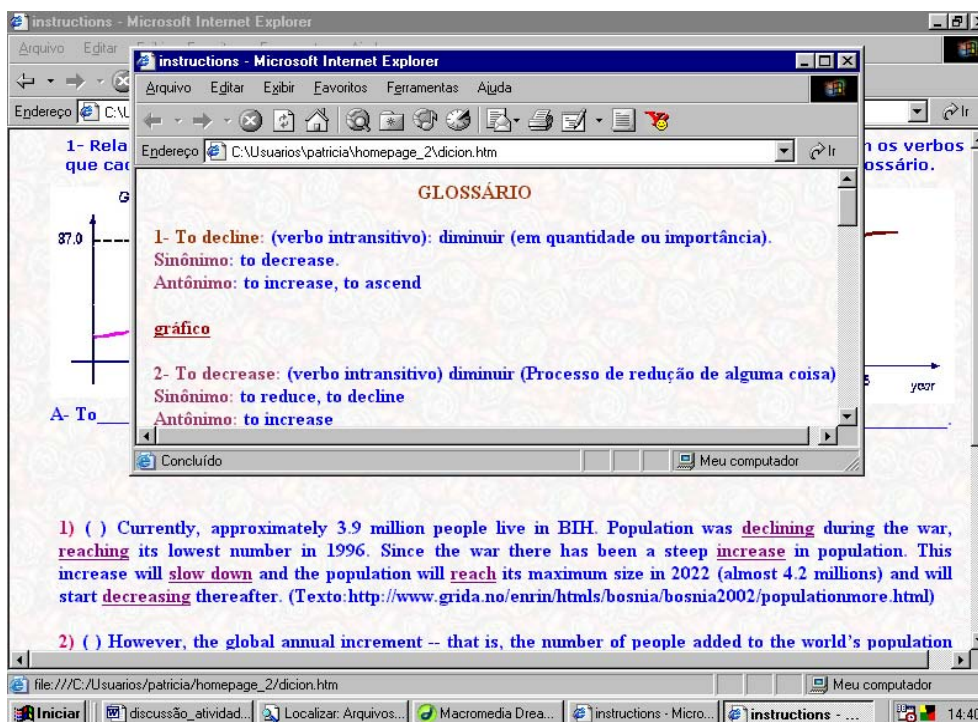 instructions - Microsoft Internet Explorer
Arquivo Editar
Endereço C:\U
Ir
instructions - Microsoft Internet Explorer
Arquivo Editar Exibir Favoritos Ferramentas Ajuda
Endereço C:\Usuarios\patricia\homepage_2\dicion.htm Ir
GLOSSÁRIO
1- To decline: (verbo intransitivo): diminuir (em quantidade ou importância).
Sinônimo: to decrease.
Antônimo: to increase, to ascend
gráfico
2- To decrease: (verbo intransitivo) diminuir (Processo de redução de alguma coisa)
Sinônimo: to reduce, to decline
Antônimo: to increase
Concluído Meu computador
1- Rela
os verbos
que
ossário.
87.0
year
A- To
1) ( ) Currently, approximately 3.9 million people live in BIH. Population was declining during the war,
reaching its lowest number in 1996. Since the war there has been a steep increase in population. This
increase will slow down and the population will reach its maximum size in 2022 (almost 4.2 millions) and will
start decreasing thereafter. (Texto:http://www.grida.no/enrin/htmls/bosnia/bosnia2002/populationmore.html)
2) ( ) However, the global annual increment -- that is, the number of people added to the world's population
file:///C:/Usuarios/patricia/homepage_2/dicion.htm Meu computador
Iniciar discussão_atividad... Localizar: Arquivos... Macromedia Drea... instructions - Micro... instructions - ...